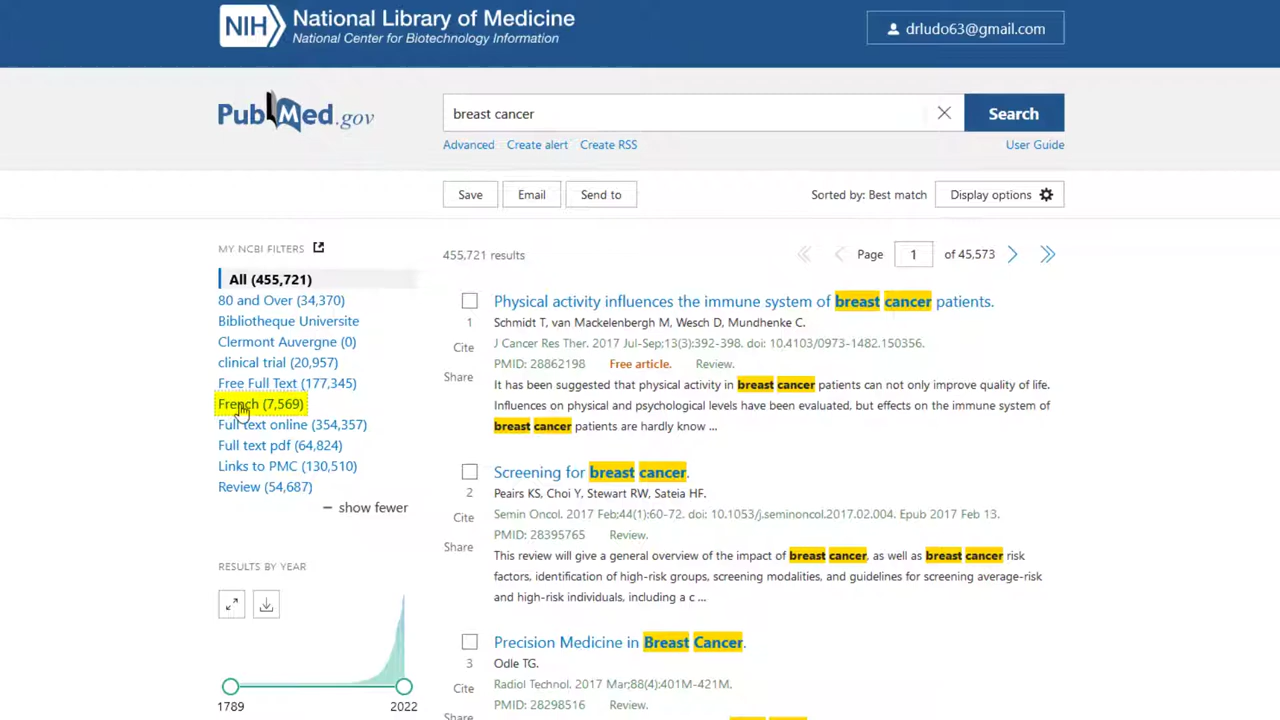 NIH National Library of Medicine
National Center for Biotechnology Information
drludo63@gmail.com
PubMed.gov
breast cancer
Search
Advanced Create alert Create RSS
User Guide
Save Email Send to
Sorted by: Best match
Display options
MY NCBI FILTERS
455,721 results
Page 1 of 45,573
All (455,721)
80 and Over (34,370)
Bibliotheque Universite
Clermont Auvergne (0)
clinical trial (20,957)
Free Full Text (177,345)
French (7,569)
Full text online (354,357)
Full text pdf (64,824)
Links to PMC (130,510)
Review (54,687)
− show fewer
RESULTS BY YEAR
1789 2022
Physical activity influences the immune system of breast cancer patients.
1 Schmidt T, van Mackelenbergh M, Wesch D, Mundhenke C.
Cite J Cancer Res Ther. 2017 Jul-Sep;13(3):392-398. doi: 10.4103/0973-1482.150356.
PMID: 28862198 Free article. Review.
Share
It has been suggested that physical activity in breast cancer patients can not only improve quality of life.
Influences on physical and psychological levels have been evaluated, but effects on the immune system of
breast cancer patients are hardly know ...
Screening for breast cancer.
2 Peairs KS, Choi Y, Stewart RW, Sateia HF.
Cite Semin Oncol. 2017 Feb;44(1):60-72. doi: 10.1053/j.seminoncol.2017.02.004. Epub 2017 Feb 13.
PMID: 28395765 Review.
Share
This review will give a general overview of the impact of breast cancer, as well as breast cancer risk
factors, identification of high-risk groups, screening modalities, and guidelines for screening average-risk
and high-risk individuals, including a c ...
Precision Medicine in Breast Cancer.
3 Odle TG.
Cite Radiol Technol. 2017 Mar;88(4):401M-421M.
PMID: 28298516 Review.
Share